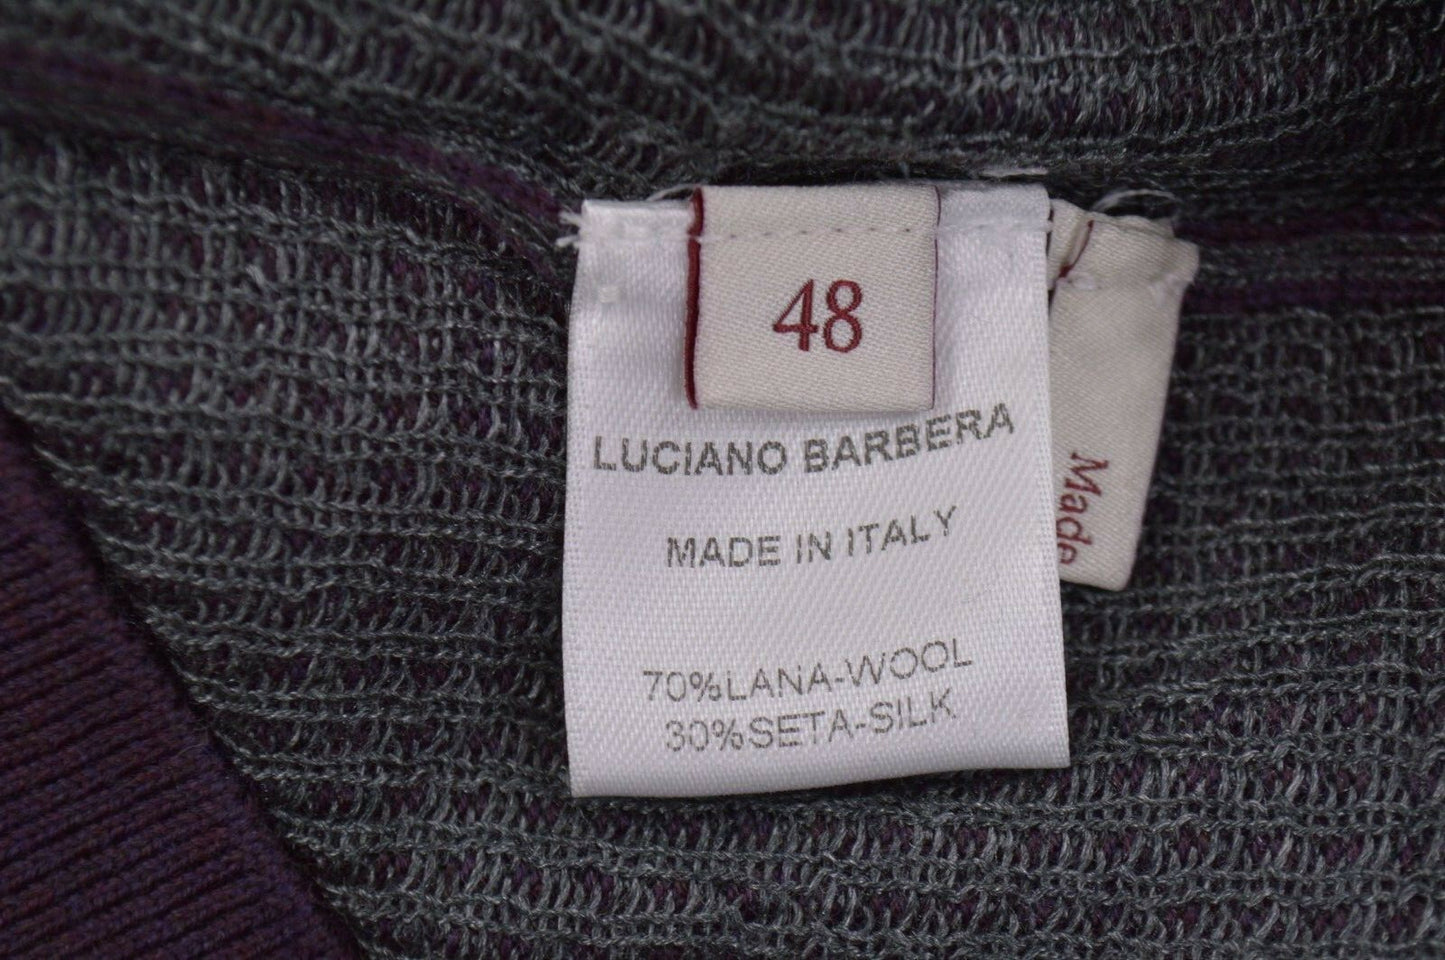 48
LUCIANO BARBERA
MADE IN ITALY
70%LANA-WOOL
30%SETA-SILK
Made